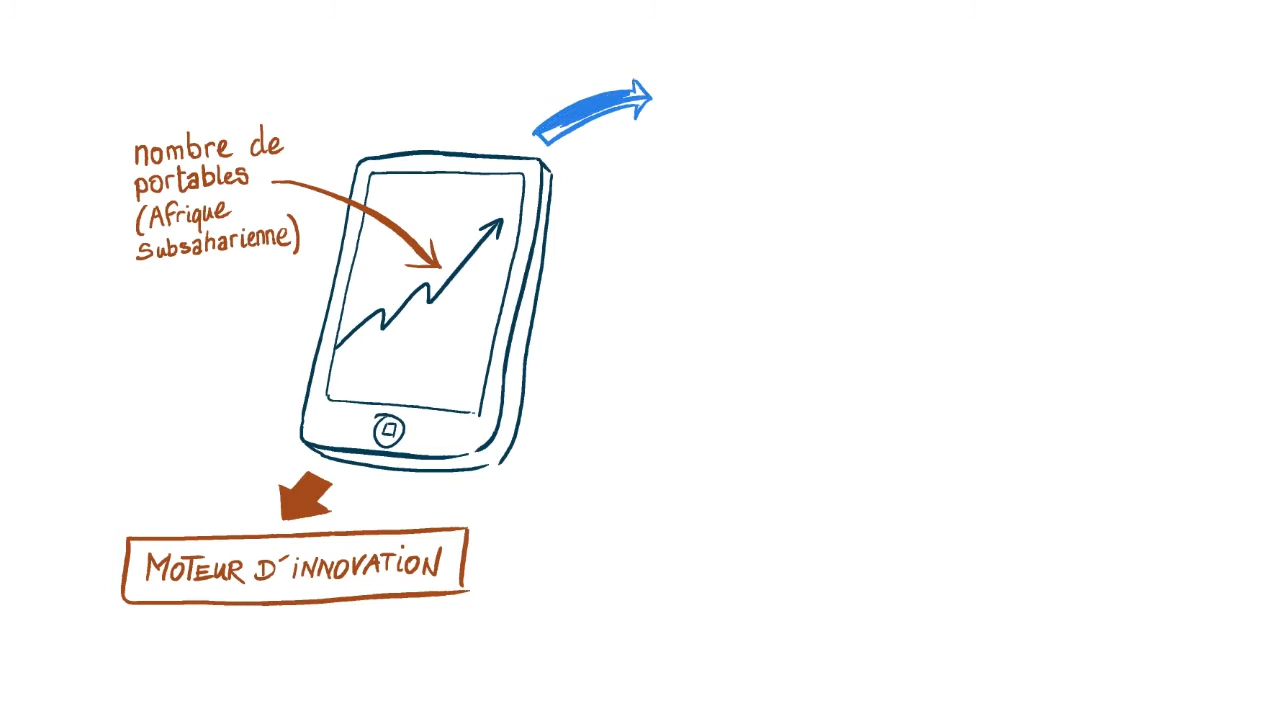 nombre de
portables
(Afrique
subsaharienne)
MOTEUR D'INNOVATION